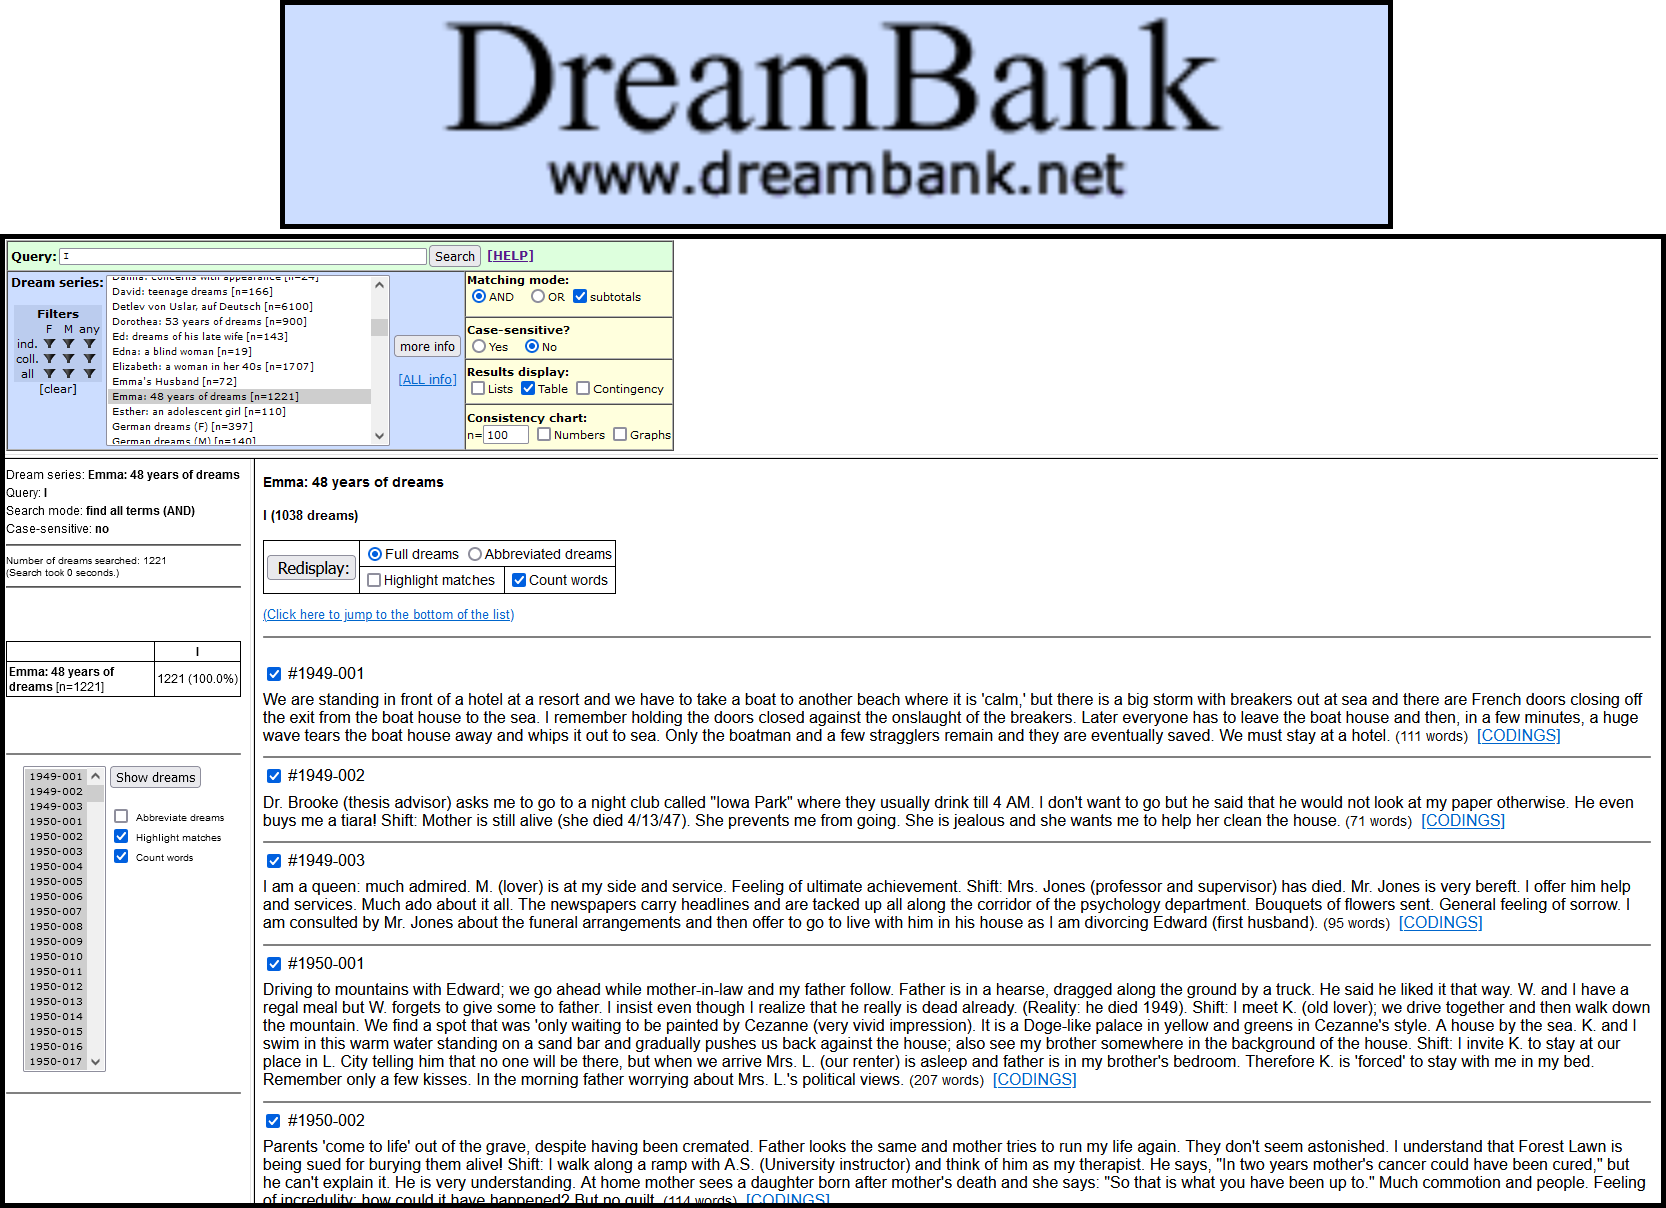 DreamBank
www.dreambank.net
Query: I Search [HELP]
Dream series:
Danna: concerns with appearance [n=24]
David: teenage dreams [n=166]
Detlev von Uslar, auf Deutsch [n=6100]
Dorothea: 53 years of dreams [n=900]
Ed: dreams of his late wife [n=143]
Edna: a blind woman [n=19]
Elizabeth: a woman in her 40s [n=1707]
Emma's Husband [n=72]
Emma: 48 years of dreams [n=1221]
Esther: an adolescent girl [n=110]
German dreams (F) [n=397]
German dreams (M) [n=140]
Filters
F M any
ind.
coll.
all
[clear]
more info
[ALL info]
Matching mode:
AND OR subtotals
Case-sensitive?
Yes No
Results display:
Lists Table Contingency
Consistency chart:
n= 100 Numbers Graphs
Dream series: Emma: 48 years of dreams
Query: I
Search mode: find all terms (AND)
Case-sensitive: no
Number of dreams searched: 1221
(Search took 0 seconds.)
I
Emma: 48 years of
dreams [n=1221]
1221 (100.0%)
1949-001
1949-002
1949-003
1950-001
1950-002
1950-003
1950-004
1950-005
1950-006
1950-007
1950-008
1950-009
1950-010
1950-011
1950-012
1950-013
1950-014
1950-015
1950-016
1950-017
Show dreams
Abbreviate dreams
Highlight matches
Count words
Emma: 48 years of dreams
I (1038 dreams)
Redisplay:
Full dreams Abbreviated dreams
Highlight matches Count words
(Click here to jump to the bottom of the list)
#1949-001
We are standing in front of a hotel at a resort and we have to take a boat to another beach where it is 'calm,' but there is a big storm with breakers out at sea and there are French doors closing off
the exit from the boat house to the sea. I remember holding the doors closed against the onslaught of the breakers. Later everyone has to leave the boat house and then, in a few minutes, a huge
wave tears the boat house away and whips it out to sea. Only the boatman and a few stragglers remain and they are eventually saved. We must stay at a hotel. (111 words) [CODINGS]
#1949-002
Dr. Brooke (thesis advisor) asks me to go to a night club called "Iowa Park" where they usually drink till 4 AM. I don't want to go but he said that he would not look at my paper otherwise. He even
buys me a tiara! Shift: Mother is still alive (she died 4/13/47). She prevents me from going. She is jealous and she wants me to help her clean the house. (71 words) [CODINGS]
#1949-003
I am a queen: much admired. M. (lover) is at my side and service. Feeling of ultimate achievement. Shift: Mrs. Jones (professor and supervisor) has died. Mr. Jones is very bereft. I offer him help
and services. Much ado about it all. The newspapers carry headlines and are tacked up all along the corridor of the psychology department. Bouquets of flowers sent. General feeling of sorrow. I
am consulted by Mr. Jones about the funeral arrangements and then offer to go to live with him in his house as I am divorcing Edward (first husband). (95 words) [CODINGS]
#1950-001
Driving to mountains with Edward; we go ahead while mother-in-law and my father follow. Father is in a hearse, dragged along the ground by a truck. He said he liked it that way. W. and I have a
regal meal but W. forgets to give some to father. I insist even though I realize that he really is dead already. (Reality: he died 1949). Shift: I meet K. (old lover); we drive together and then walk down
the mountain. We find a spot that was 'only waiting to be painted by Cezanne (very vivid impression). It is a Doge-like palace in yellow and greens in Cezanne's style. A house by the sea. K. and I
swim in this warm water standing on a sand bar and gradually pushes us back against the house; also see my brother somewhere in the background of the house. Shift: I invite K. to stay at our
place in L. City telling him that no one will be there, but when we arrive Mrs. L. (our renter) is asleep and father is in my brother's bedroom. Therefore K. is 'forced' to stay with me in my bed.
Remember only a few kisses. In the morning father worrying about Mrs. L.'s political views. (207 words) [CODINGS]
#1950-002
Parents 'come to life' out of the grave, despite having been cremated. Father looks the same and mother tries to run my life again. They don't seem astonished. I understand that Forest Lawn is
being sued for burying them alive! Shift: I walk along a ramp with A.S. (University instructor) and think of him as my therapist. He says, "In two years mother's cancer could have been cured," but
he can't explain it. He is very understanding. At home mother sees a daughter born after mother's death and she says: "So that is what you have been up to." Much commotion and people. Feeling
of incredulity: how could it have happened? But no guilt. (114 words) [CODINGS]